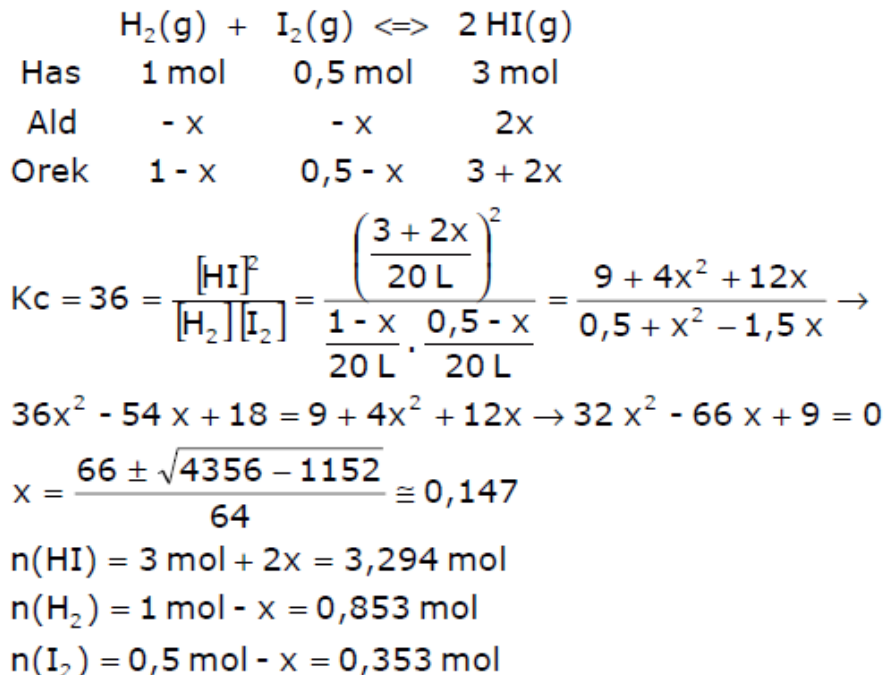 H₂(g) + I₂(g) <=> 2 HI(g)
Has 1 mol 0,5 mol 3 mol
Ald - x - x 2x
Orek 1 - x 0,5 - x 3 + 2x
Kc = 36 = [HI]² / [H₂][I₂] = ((3 + 2x) / 20 L)² / ((1 - x) / 20 L . (0,5 - x) / 20 L) = (9 + 4x² + 12x) / (0,5 + x² – 1,5 x) →
36x² - 54 x + 18 = 9 + 4x² + 12x → 32 x² - 66 x + 9 = 0
x = (66 ± √(4356 – 1152)) / 64 ≅ 0,147
n(HI) = 3 mol + 2x = 3,294 mol
n(H₂) = 1 mol - x = 0,853 mol
n(I₂) = 0,5 mol - x = 0,353 mol